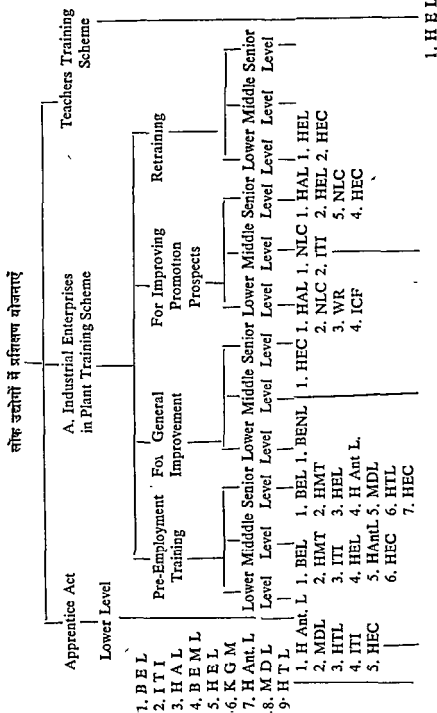 लोक उद्योगों में प्रशिक्षण योजनाएँ
Apprentice Act A. Industrial Enterprises Teachers Training
in Plant Training Scheme Scheme
Lower Level
Pre-Employment For General For Improving Retraining
Training Improvement Promotion
Prospects
1. B E L
2. I T I
3. H A L
4. B E M L
5. H E L
6. K G M
7. H Ant. L Lower Midddle Senior Lower Middle Senior Lower Middle Senior Lower Middle Senior
8. M D L Level Level Level Level Level Level Level Level Level Level Level Level
9. H T L
1. H Ant. L 1. BEL 1. BEL 1. BENL 1. HEC 1. HAL 1. NLC 1. HAL 1. HEL
2. MDL 2. HMT 2. HMT 2. NLC 2. ITI 2. HEL 2. HEC
3. HTL 3. ITI 3. HEL 3. WR 5. NLC
4. ITI 4. HEL 4. H Ant L. 4. ICF 4. HEC
5. HEC 5. HAntL 5. MDL
6. HEC 6. HTL
7. HEC
1. H E L